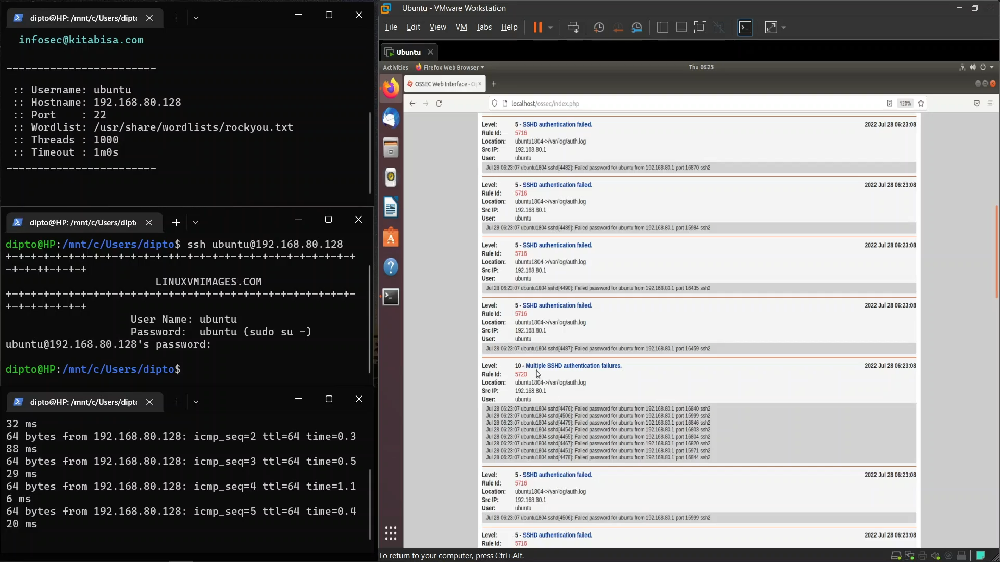 dipto@HP: /mnt/c/Users/dipt
infosec@kitabisa.com
________________________
:: Username: ubuntu
:: Hostname: 192.168.80.128
:: Port     : 22
:: Wordlist: /usr/share/wordlists/rockyou.txt
:: Threads : 1000
:: Timeout : 1m0s
________________________
dipto@HP: /mnt/c/Users/dipt
dipto@HP:/mnt/c/Users/dipto$ ssh ubuntu@192.168.80.128
+-+-+-+-+-+-+-+-+-+-+-+-+-++-+-+-+-+-+-+-+-+-+-+-+-+-+-+
-+-+-++-+-+-+
LINUXVMIMAGES.COM
+-+-+-+-+-+-+-+-+-+-+-+-+-+-+-+-+-+-+-+-+-+-+-+-+-+-+-+-
+-+-+-+-+-+-+
User Name: ubuntu
Password:  ubuntu (sudo su -)
ubuntu@192.168.80.128's password:
dipto@HP:/mnt/c/Users/dipto$
dipto@HP: /mnt/c/Users/dipt
32 ms
64 bytes from 192.168.80.128: icmp_seq=2 ttl=64 time=0.3
88 ms
64 bytes from 192.168.80.128: icmp_seq=3 ttl=64 time=0.5
29 ms
64 bytes from 192.168.80.128: icmp_seq=4 ttl=64 time=1.1
6 ms
64 bytes from 192.168.80.128: icmp_seq=5 ttl=64 time=0.4
20 ms
Ubuntu - VMware Workstation
File Edit View VM Tabs Help
Ubuntu
Activities Firefox Web Browser Thu 06:23
OSSEC Web Interface - O
localhost/ossec/index.php 120%
Level: 5 - SSHD authentication failed. 2022 Jul 28 06:23:08
Rule Id: 5716
Location: ubuntu1804->/var/log/auth.log
Src IP: 192.168.80.1
User: ubuntu
Jul 28 06:23:07 ubuntu1804 sshd[4482]: Failed password for ubuntu from 192.168.80.1 port 16870 ssh2
Level: 5 - SSHD authentication failed. 2022 Jul 28 06:23:08
Rule Id: 5716
Location: ubuntu1804->/var/log/auth.log
Src IP: 192.168.80.1
User: ubuntu
Jul 28 06:23:07 ubuntu1804 sshd[4489]: Failed password for ubuntu from 192.168.80.1 port 15984 ssh2
Level: 5 - SSHD authentication failed. 2022 Jul 28 06:23:08
Rule Id: 5716
Location: ubuntu1804->/var/log/auth.log
Src IP: 192.168.80.1
User: ubuntu
Jul 28 06:23:07 ubuntu1804 sshd[4490]: Failed password for ubuntu from 192.168.80.1 port 16435 ssh2
Level: 5 - SSHD authentication failed. 2022 Jul 28 06:23:08
Rule Id: 5716
Location: ubuntu1804->/var/log/auth.log
Src IP: 192.168.80.1
User: ubuntu
Jul 28 06:23:07 ubuntu1804 sshd[4487]: Failed password for ubuntu from 192.168.80.1 port 16459 ssh2
Level: 10 - Multiple SSHD authentication failures. 2022 Jul 28 06:23:08
Rule Id: 5720
Location: ubuntu1804->/var/log/auth.log
Src IP: 192.168.80.1
User: ubuntu
Jul 28 06:23:07 ubuntu1804 sshd[4476]: Failed password for ubuntu from 192.168.80.1 port 16840 ssh2
Jul 28 06:23:07 ubuntu1804 sshd[4506]: Failed password for ubuntu from 192.168.80.1 port 15999 ssh2
Jul 28 06:23:07 ubuntu1804 sshd[4479]: Failed password for ubuntu from 192.168.80.1 port 16846 ssh2
Jul 28 06:23:07 ubuntu1804 sshd[4454]: Failed password for ubuntu from 192.168.80.1 port 16803 ssh2
Jul 28 06:23:07 ubuntu1804 sshd[4455]: Failed password for ubuntu from 192.168.80.1 port 16804 ssh2
Jul 28 06:23:07 ubuntu1804 sshd[4467]: Failed password for ubuntu from 192.168.80.1 port 16820 ssh2
Jul 28 06:23:07 ubuntu1804 sshd[4451]: Failed password for ubuntu from 192.168.80.1 port 15971 ssh2
Jul 28 06:23:07 ubuntu1804 sshd[4478]: Failed password for ubuntu from 192.168.80.1 port 16844 ssh2
Level: 5 - SSHD authentication failed. 2022 Jul 28 06:23:08
Rule Id: 5716
Location: ubuntu1804->/var/log/auth.log
Src IP: 192.168.80.1
User: ubuntu
Jul 28 06:23:07 ubuntu1804 sshd[4506]: Failed password for ubuntu from 192.168.80.1 port 15999 ssh2
Level: 5 - SSHD authentication failed. 2022 Jul 28 06:23:08
Rule Id: 5716
To return to your computer, press Ctrl+Alt.